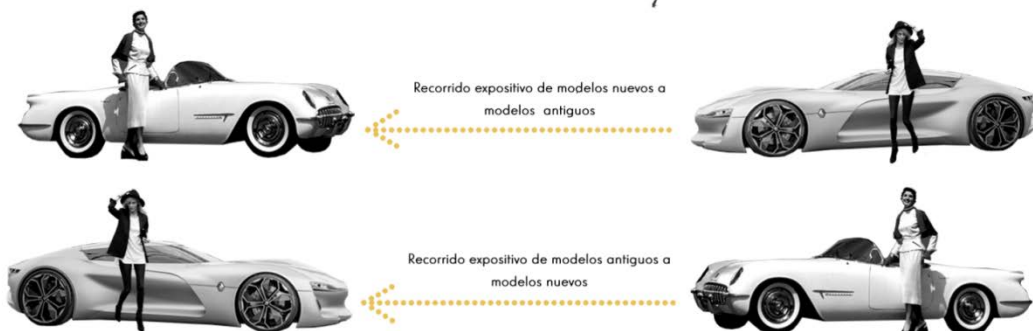 Recorrido expositivo de modelos nuevos a
modelos antiguos
Recorrido expositivo de modelos antiguos a
modelos nuevos